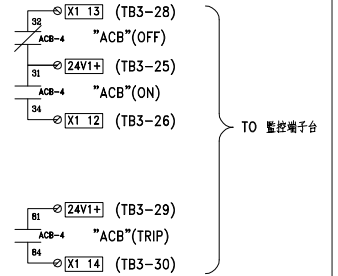 X1 13 (TB3-28)
32
ACB-4 "ACB"(OFF)
31 24V1+ (TB3-25)
ACB-4 "ACB"(ON)
34
X1 12 (TB3-26)
TO 監控端子台
81 24V1+ (TB3-29)
ACB-4 "ACB"(TRIP)
84
X1 14 (TB3-30)